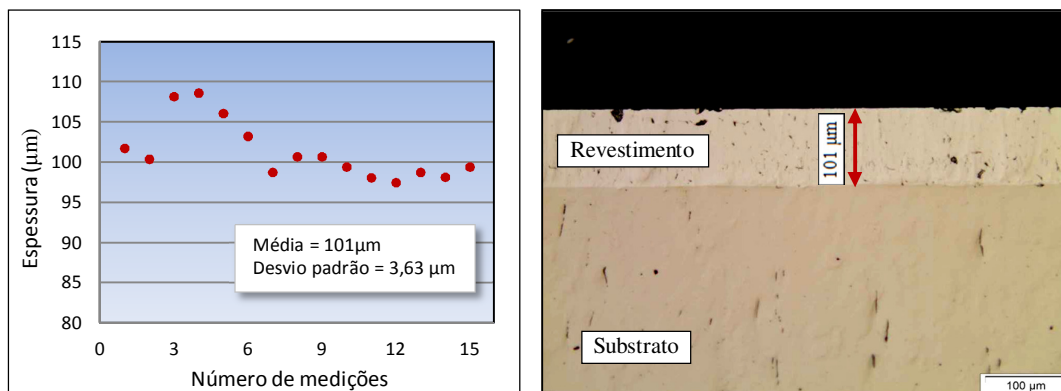 115
110
105
100
95
90
85
80
Espessura (µm)
Média = 101µm
Desvio padrão = 3,63 µm
0
3
6
9
12
15
Número de medições
Revestimento
101 µm
Substrato
100 µm